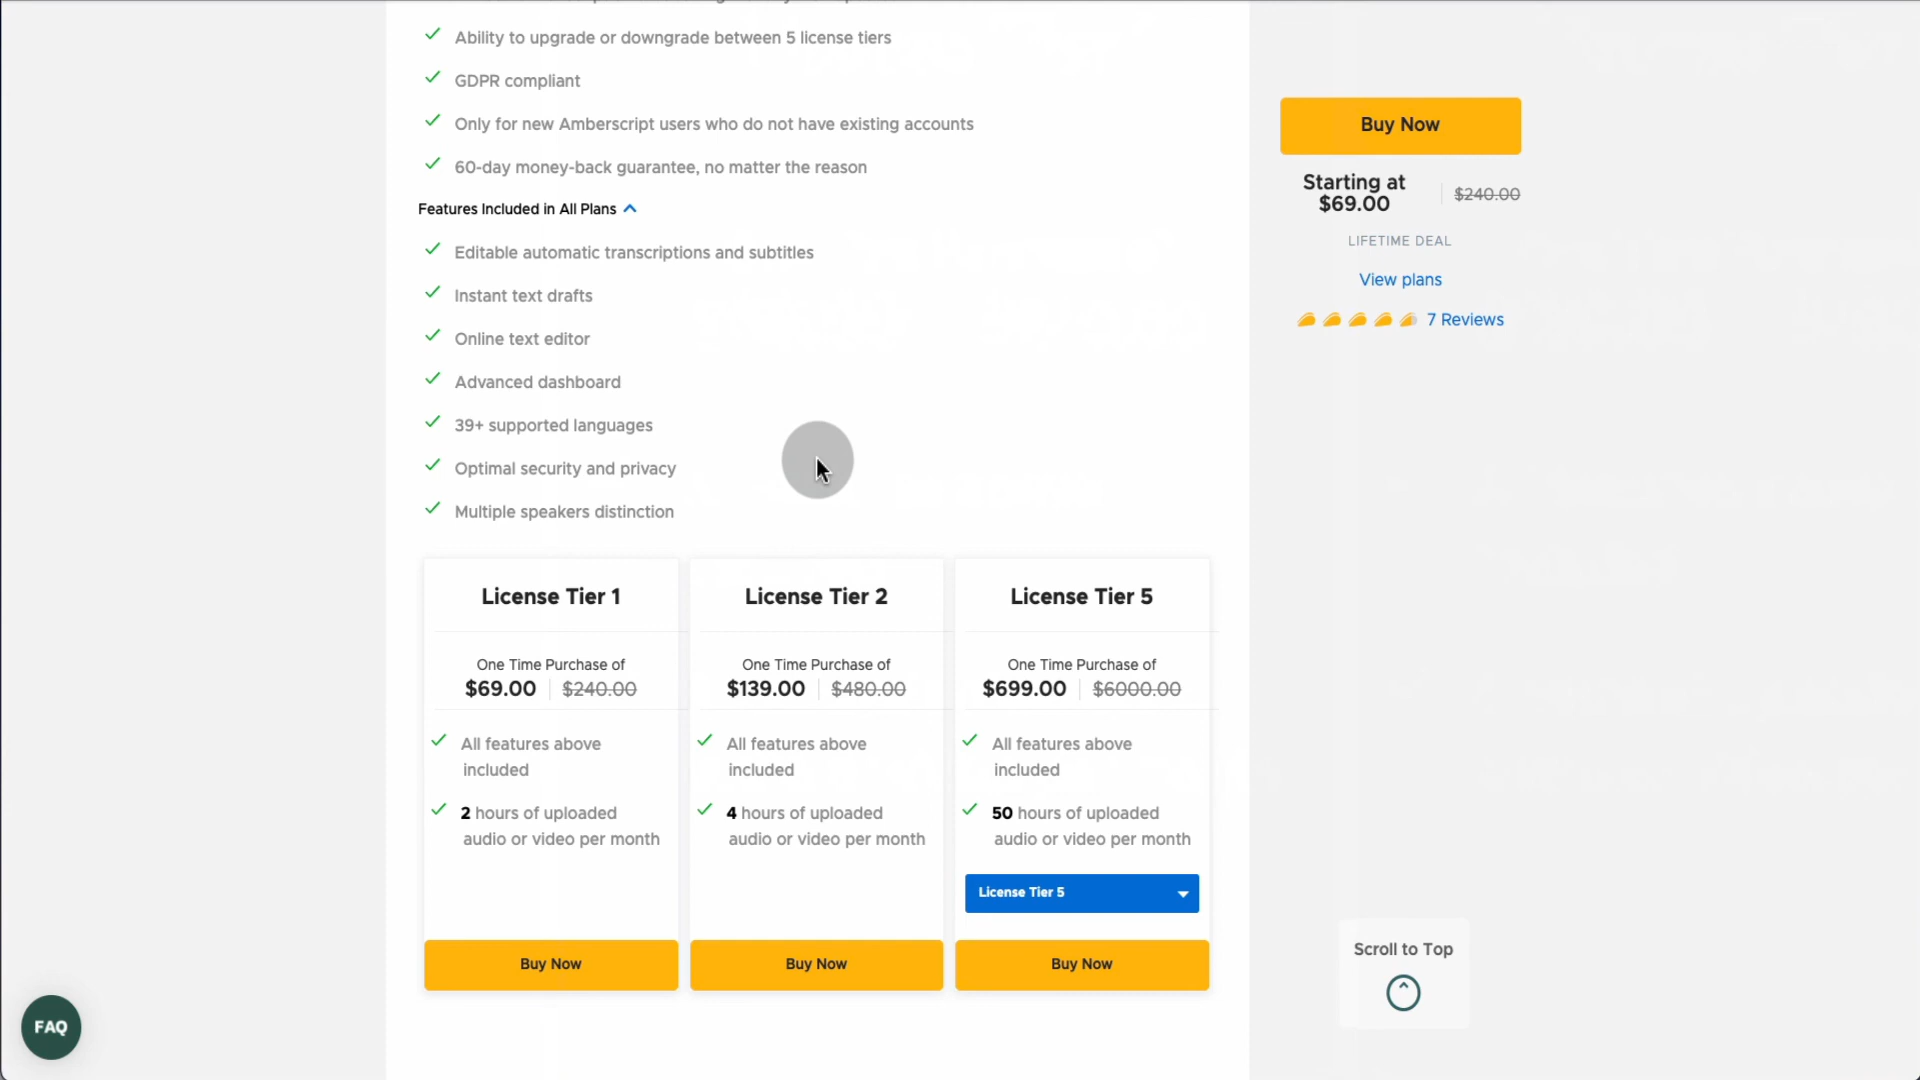 Ability to upgrade or downgrade between 5 license tiers
GDPR compliant
Only for new Amberscript users who do not have existing accounts
60-day money-back guarantee, no matter the reason
Features Included in All Plans
Editable automatic transcriptions and subtitles
Instant text drafts
Online text editor
Advanced dashboard
39+ supported languages
Optimal security and privacy
Multiple speakers distinction
License Tier 1
One Time Purchase of
$69.00 $240.00
All features above
included
2 hours of uploaded
audio or video per month
Buy Now
License Tier 2
One Time Purchase of
$139.00 $480.00
All features above
included
4 hours of uploaded
audio or video per month
Buy Now
License Tier 5
One Time Purchase of
$699.00 $6000.00
All features above
included
50 hours of uploaded
audio or video per month
License Tier 5
Buy Now
Buy Now
Starting at
$69.00
$240.00
LIFETIME DEAL
View plans
7 Reviews
Scroll to Top
FAQ